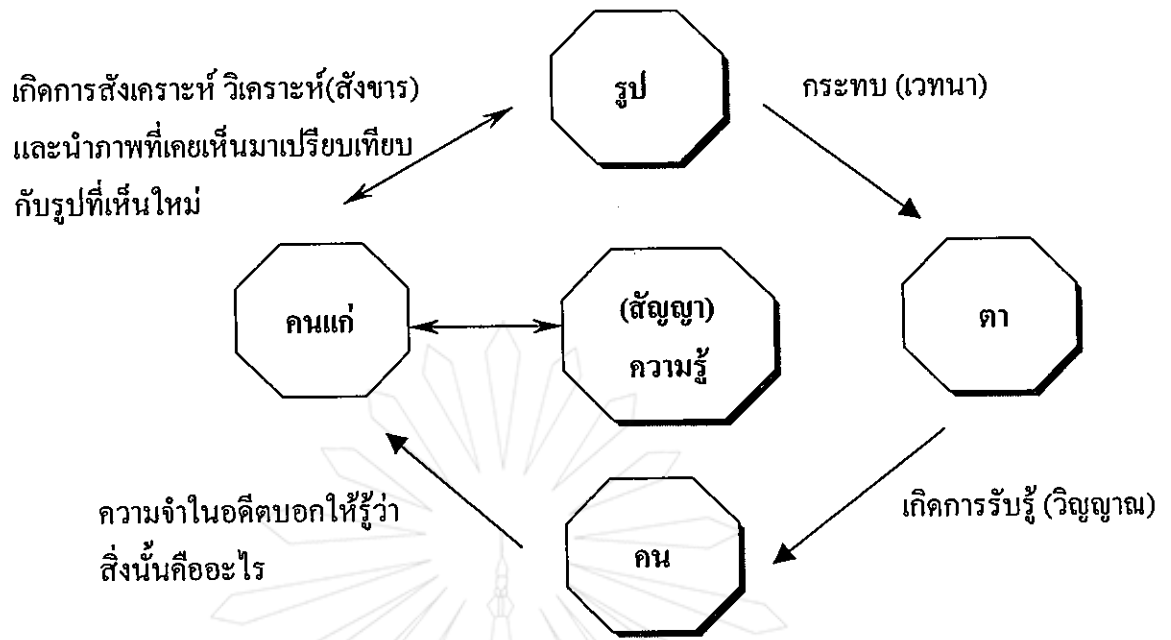 รูป
กระทบ (เวทนา)
เกิดการสังเคราะห์ วิเคราะห์(สังขาร)
และนำภาพที่เคยเห็นมาเปรียบเทียบ
กับรูปที่เห็นใหม่
คนแก่
(สัญญา)
ความรู้
ตา
ความจำในอดีตบอกให้รู้ว่า
สิ่งนั้นคืออะไร
คน
เกิดการรับรู้ (วิญญาณ)